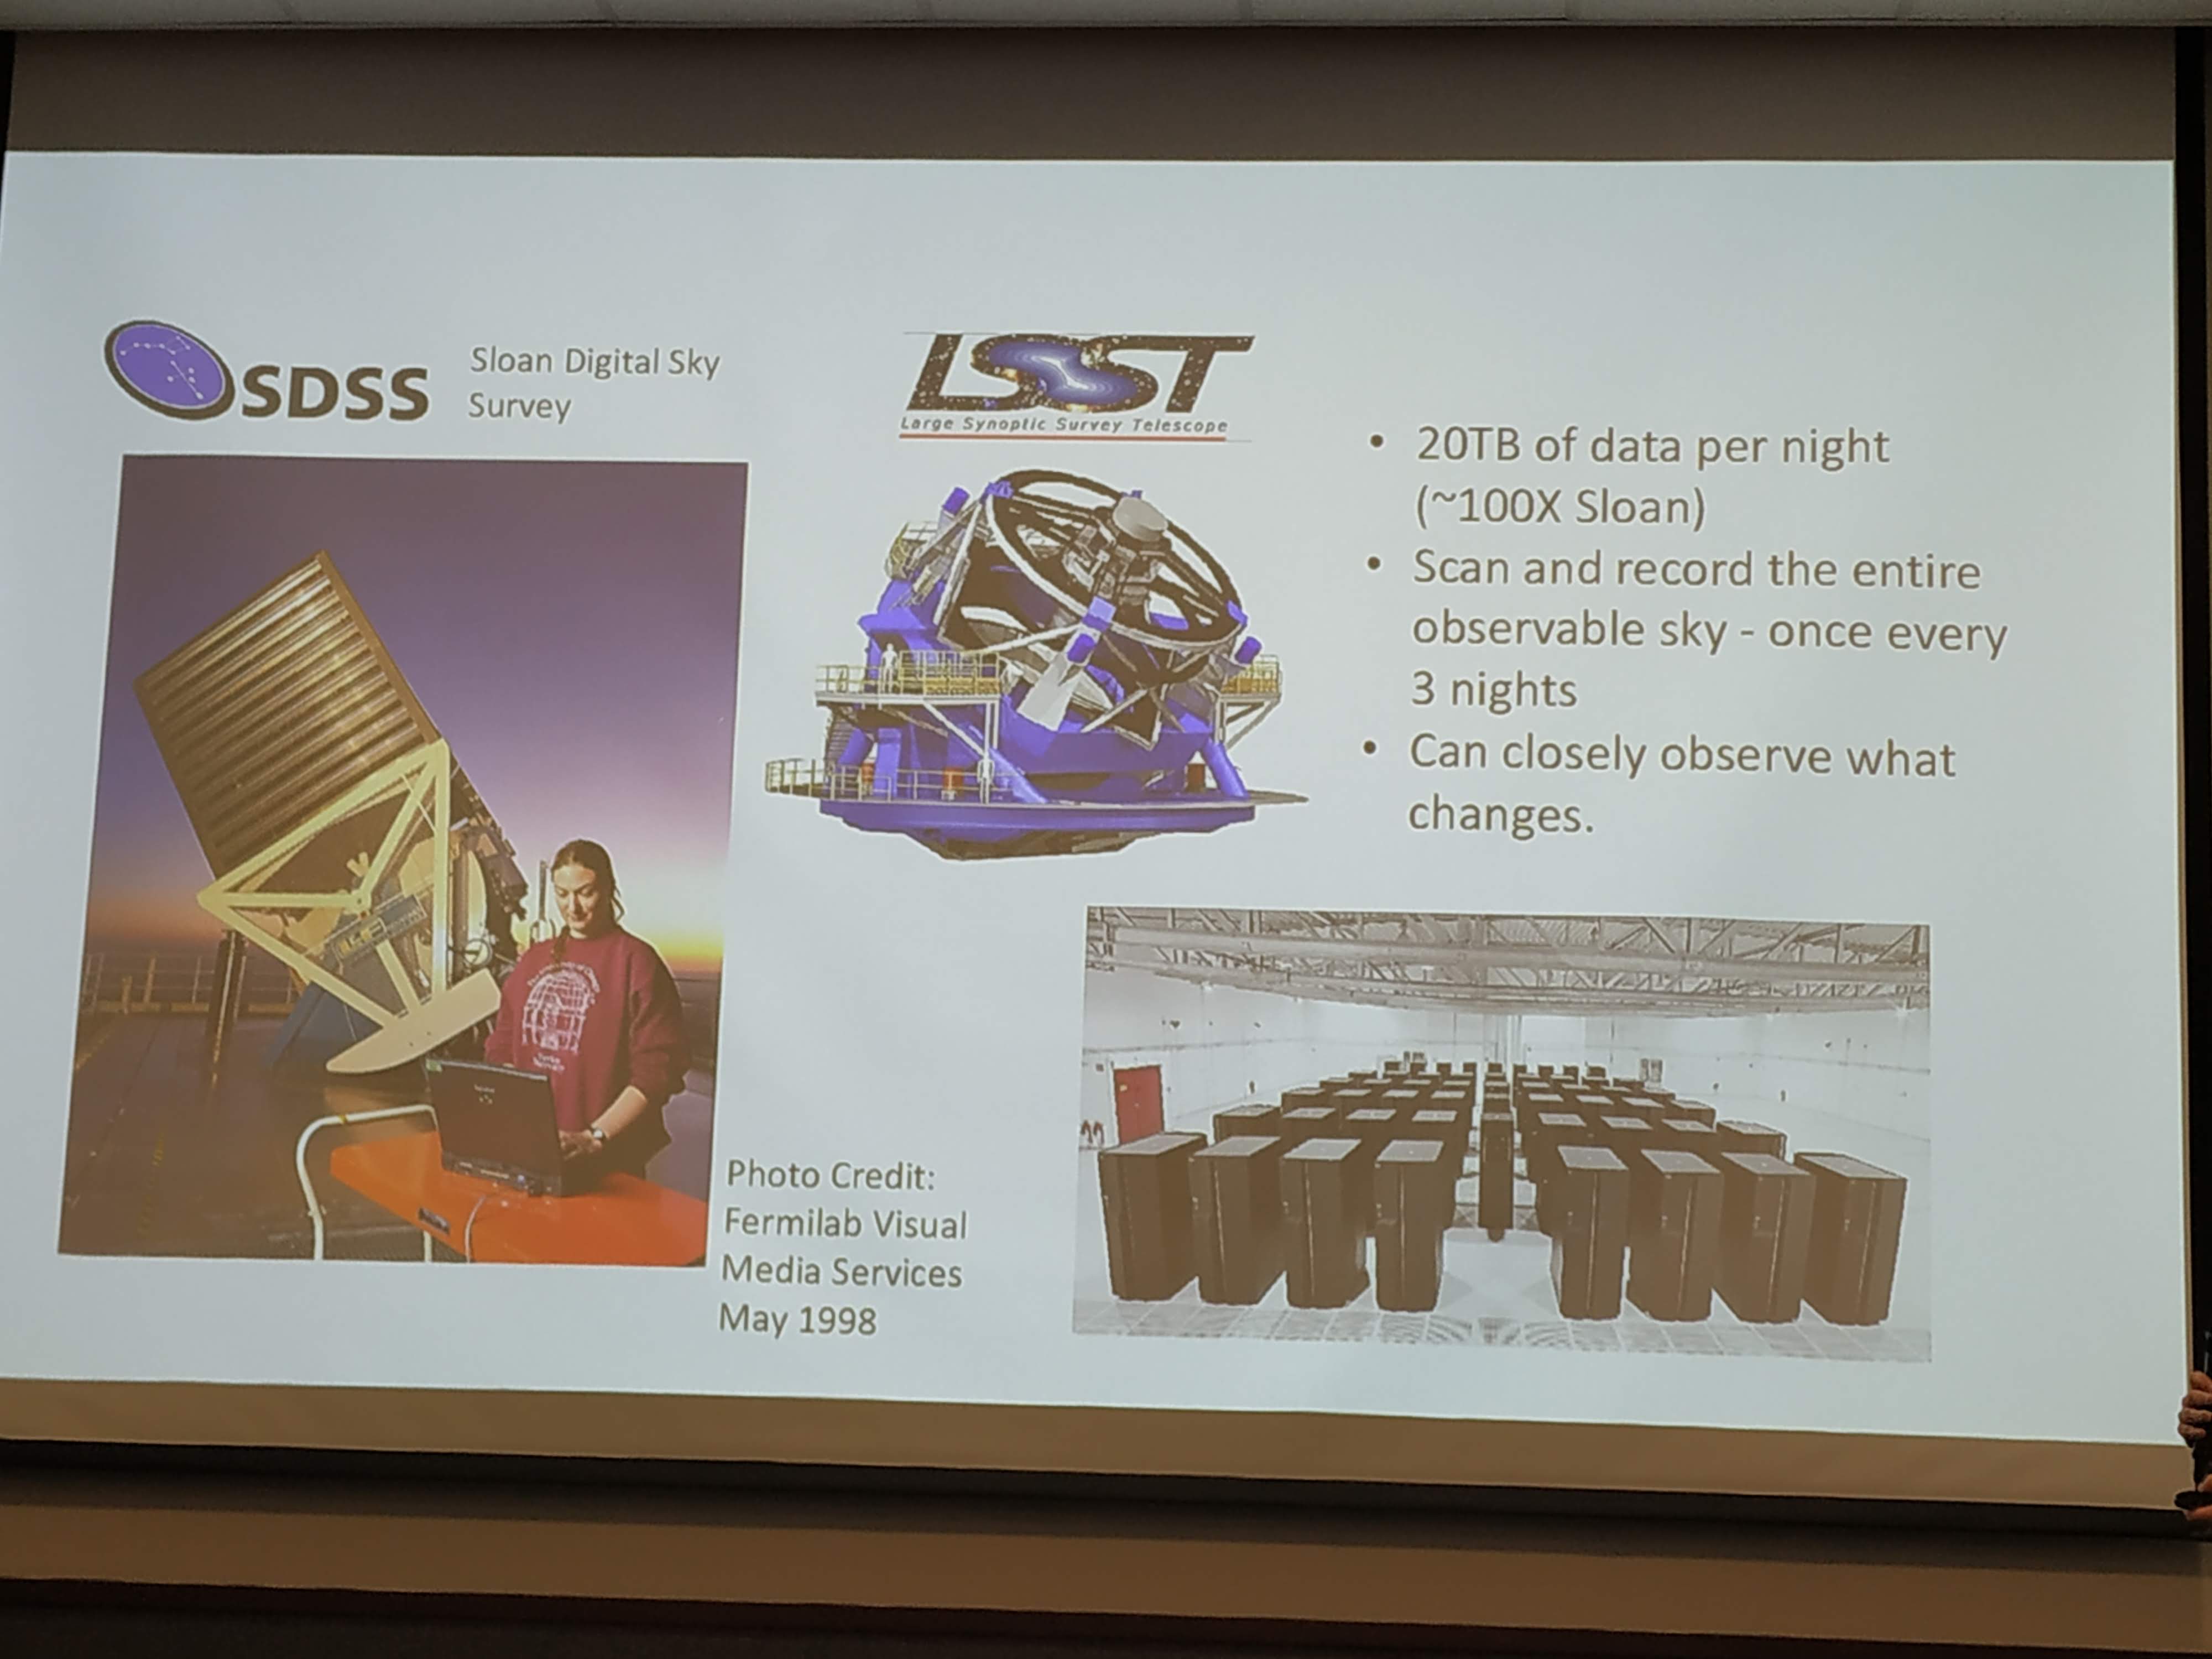 SDSS
Sloan Digital Sky
Survey
LSST
Large Synoptic Survey Telescope
• 20TB of data per night
(~100X Sloan)
• Scan and record the entire
observable sky - once every
3 nights
• Can closely observe what
changes.
Photo Credit:
Fermilab Visual
Media Services
May 1998